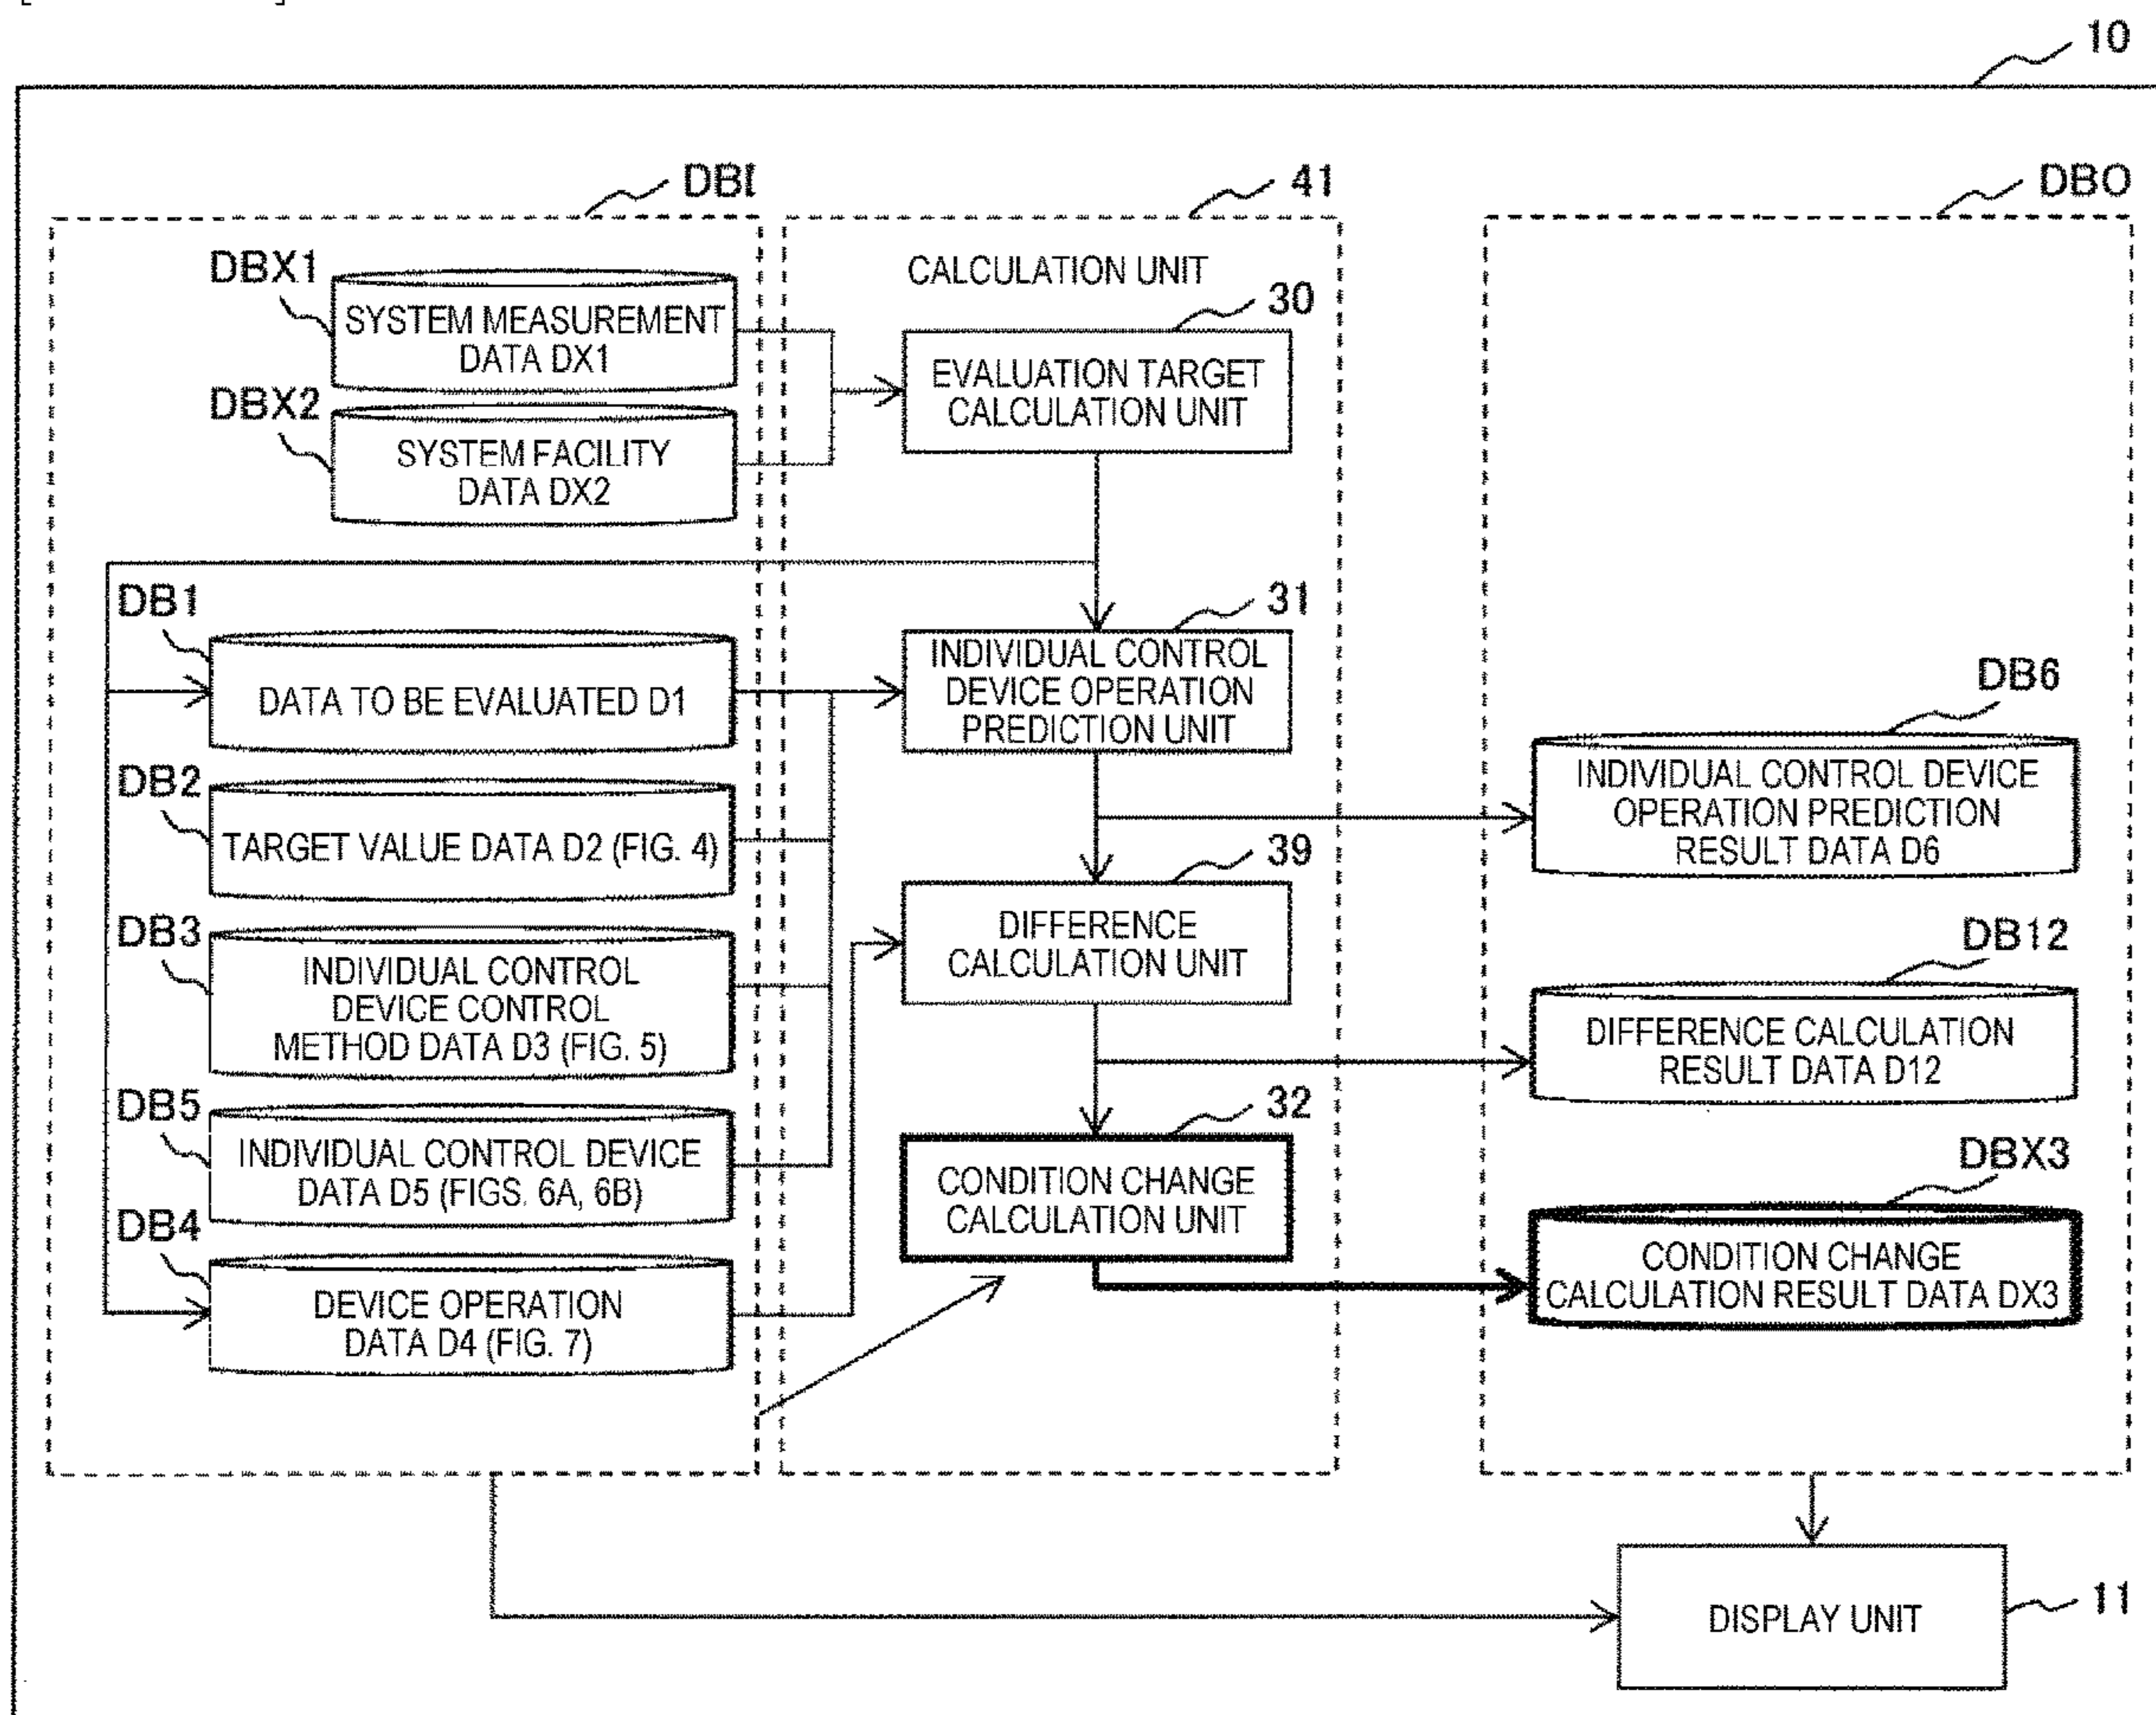 10
DBI
41
DBO
DBX1
SYSTEM MEASUREMENT
DATA DX1
DBX2
SYSTEM FACILITY
DATA DX2
CALCULATION UNIT
30
EVALUATION TARGET
CALCULATION UNIT
DB1
DATA TO BE EVALUATED D1
31
INDIVIDUAL CONTROL
DEVICE OPERATION
PREDICTION UNIT
DB2
TARGET VALUE DATA D2 (FIG. 4)
DB6
INDIVIDUAL CONTROL DEVICE
OPERATION PREDICTION
RESULT DATA D6
DB3
INDIVIDUAL CONTROL
DEVICE CONTROL
METHOD DATA D3 (FIG. 5)
39
DIFFERENCE
CALCULATION UNIT
DB12
DIFFERENCE CALCULATION
RESULT DATA D12
DB5
INDIVIDUAL CONTROL DEVICE
DATA D5 (FIGS. 6A, 6B)
32
CONDITION CHANGE
CALCULATION UNIT
DBX3
CONDITION CHANGE
CALCULATION RESULT DATA DX3
DB4
DEVICE OPERATION
DATA D4 (FIG. 7)
DISPLAY UNIT
11